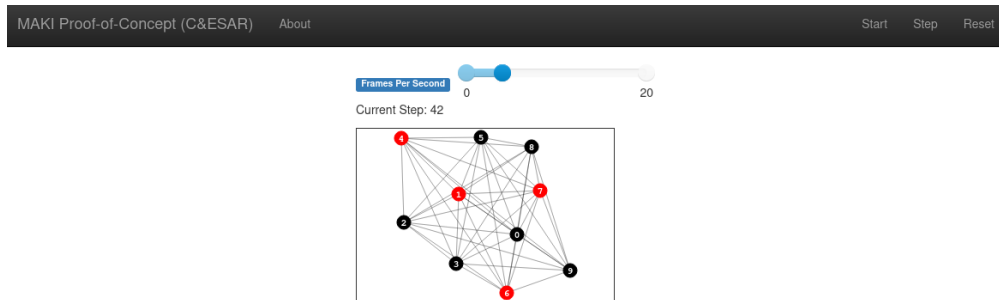 MAKI Proof-of-Concept (C&ESAR) About Start Step Reset
Frames Per Second
0 20
Current Step: 42
4 5 8
1 7
2 0
3 9
6